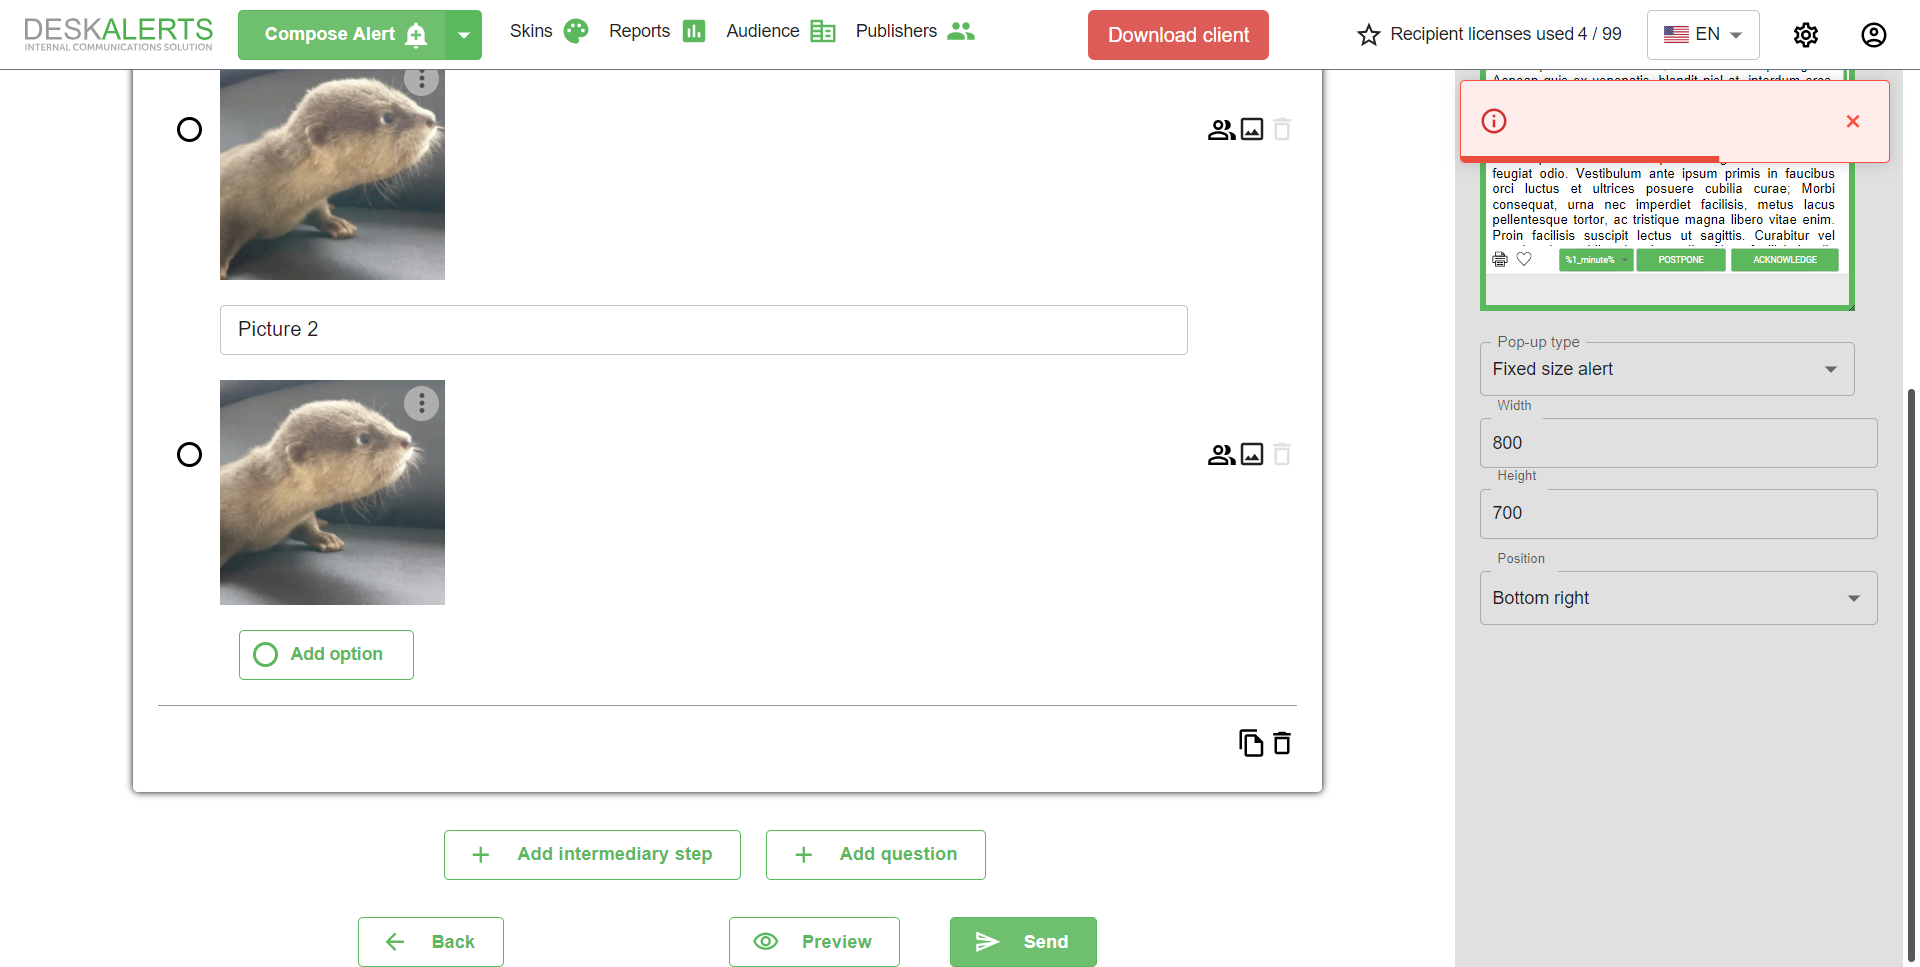 DESKALERTS
INTERNAL COMMUNICATIONS SOLUTION
Compose Alert
Skins
Reports
Audience
Publishers
Download client
Recipient licenses used 4 / 99
EN
feugiat odio. Vestibulum ante ipsum primis in faucibus
orci luctus et ultrices posuere cubilia curae; Morbi
consequat, urna nec imperdiet facilisis, metus lacus
pellentesque tortor, ac tristique magna libero vitae enim.
Proin facilisis suscipit lectus ut sagittis. Curabitur vel
%1_minute%
POSTPONE
ACKNOWLEDGE
Picture 2
Pop-up type
Fixed size alert
Width
800
Height
700
Position
Bottom right
Add option
Add intermediary step
Add question
Back
Preview
Send